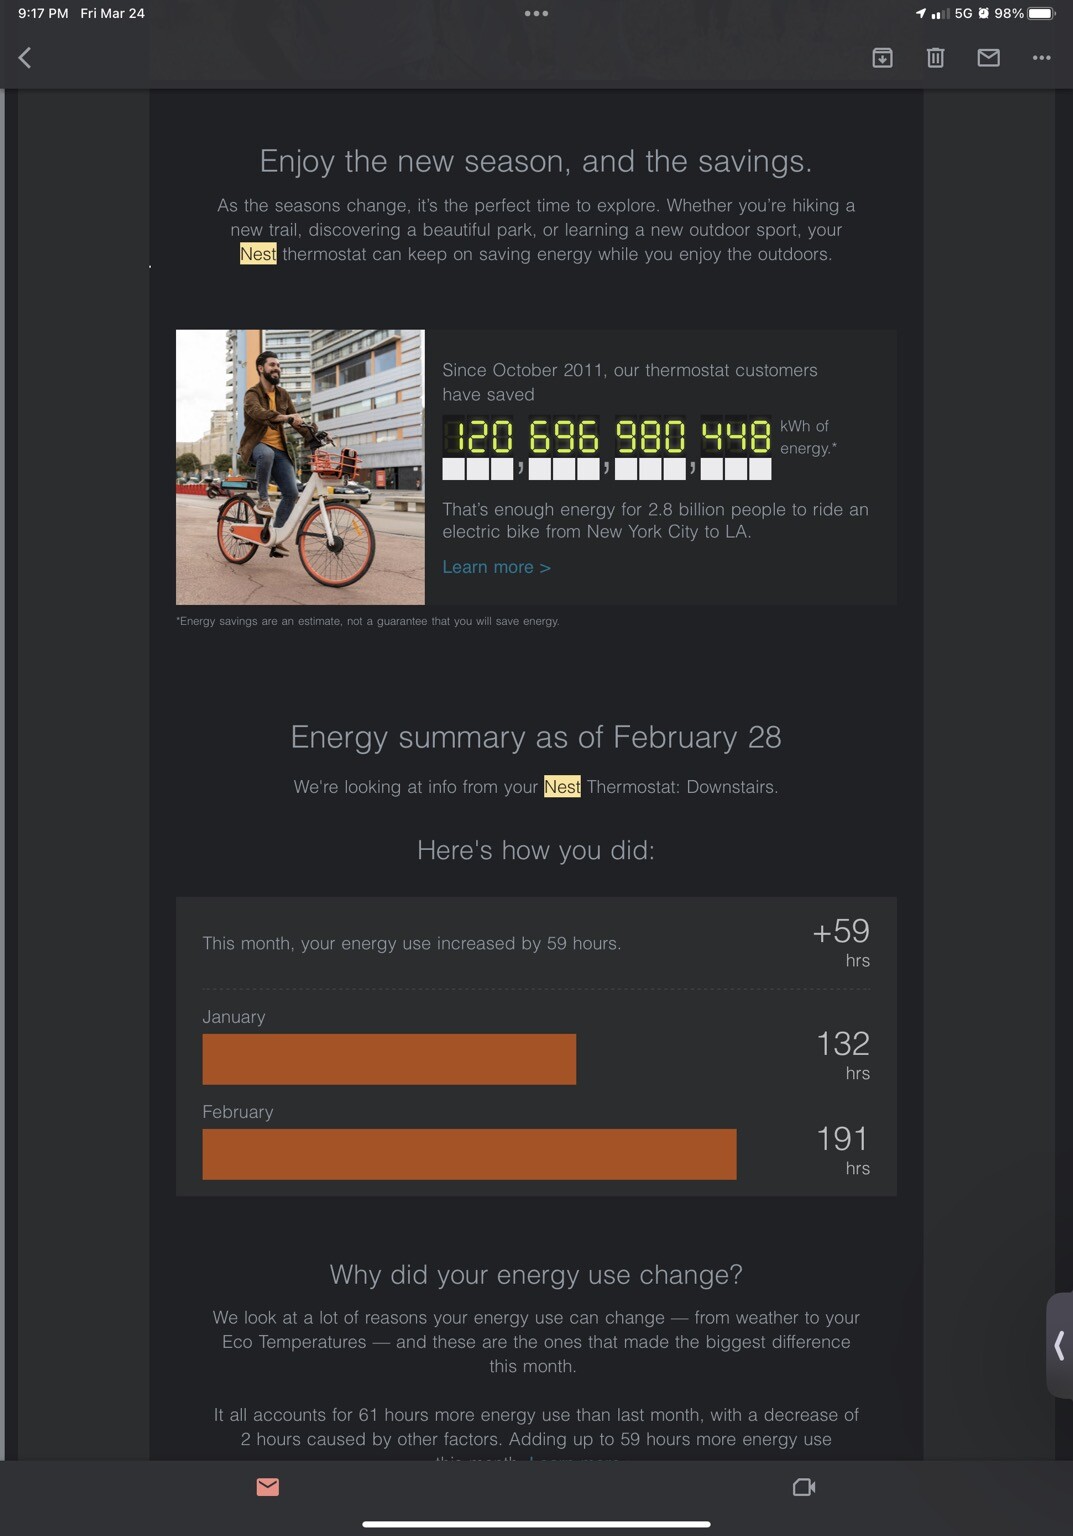 9:17 PM Fri Mar 24
5G 98%
Enjoy the new season, and the savings.
As the seasons change, it's the perfect time to explore. Whether you're hiking a
new trail, discovering a beautiful park, or learning a new outdoor sport, your
Nest thermostat can keep on saving energy while you enjoy the outdoors.
Since October 2011, our thermostat customers
have saved
120,696,980,448 kWh of
energy.*
That's enough energy for 2.8 billion people to ride an
electric bike from New York City to LA.
Learn more >
*Energy savings are an estimate, not a guarantee that you will save energy.
Energy summary as of February 28
We're looking at info from your Nest Thermostat: Downstairs.
Here's how you did:
This month, your energy use increased by 59 hours.
+59
hrs
January
132
hrs
February
191
hrs
Why did your energy use change?
We look at a lot of reasons your energy use can change — from weather to your
Eco Temperatures — and these are the ones that made the biggest difference
this month.
It all accounts for 61 hours more energy use than last month, with a decrease of
2 hours caused by other factors. Adding up to 59 hours more energy use
this month. Learn more